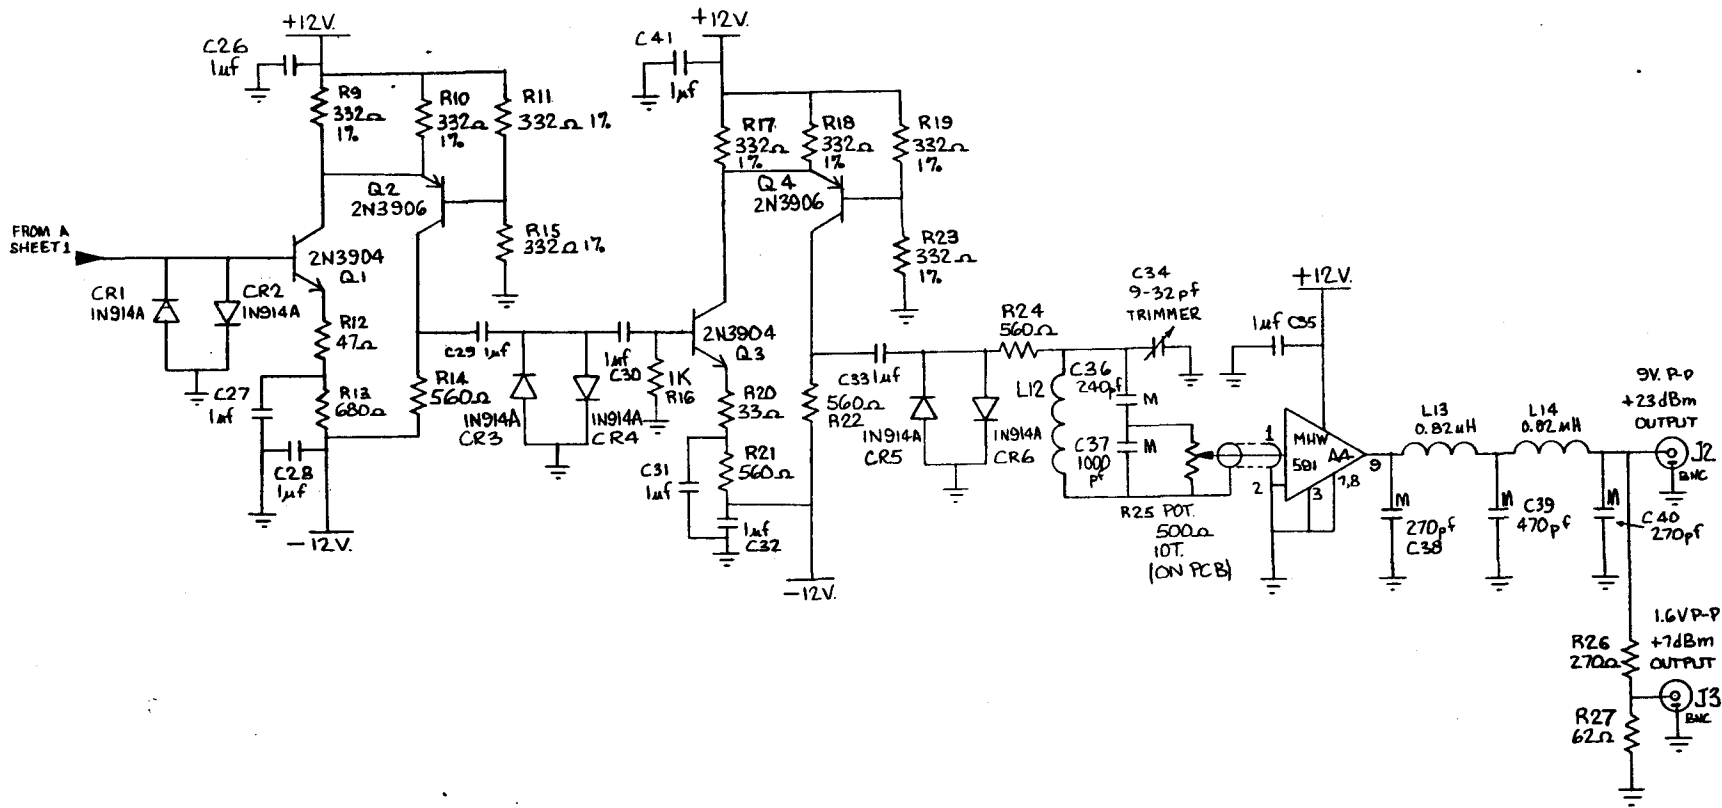 +12V.
C26
1µf
R9
332Ω
1%
R10
332Ω
1%
R11
332Ω 1%
Q2
2N3906
R15
332Ω 1%
FROM A
SHEET 1
CR1
1N914A
CR2
1N914A
2N3904
Q1
R12
47Ω
C27
1µf
R13
680Ω
C28
1µf
-12V.
R14
560Ω
C29 1µf
1N914A
CR3
1N914A
CR4
1µf
C30
1K
R16
+12V.
C41
1µf
R17
332Ω
1%
R18
332Ω
1%
R19
332Ω
1%
Q4
2N3906
R23
332Ω
1%
2N3904
Q3
R20
33Ω
R21
560Ω
C31
1µf
1µf
C32
-12V.
C33 1µf
560Ω
R22
1N914A
CR5
1N914A
CR6
R24
560Ω
C34
9-32pf
TRIMMER
L12
C36
240pf
M
C37
1000
pf
M
R25 POT.
500Ω
10T.
(ON PCB)
+12V.
1µf C35
1
2
MHW
591
AA
3
7,8
9
L13
0.82µH
L14
0.82µH
M
270pf
C38
M
C39
470pf
M
C40
270pf
9V. P-P
+23dBm
OUTPUT
J2
BNC
1.6V P-P
+7dBm
OUTPUT
R26
270Ω
J3
BNC
R27
62Ω